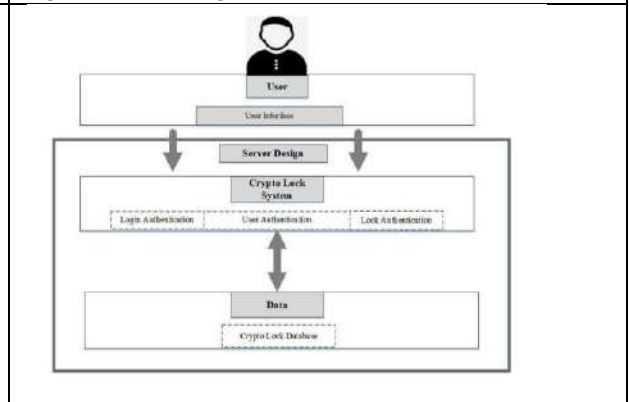 User
User Interface
Server Design
Crypto Lock
System
Login Authentication
User Authentication
Lock Authentication
Data
Crypto Lock Database